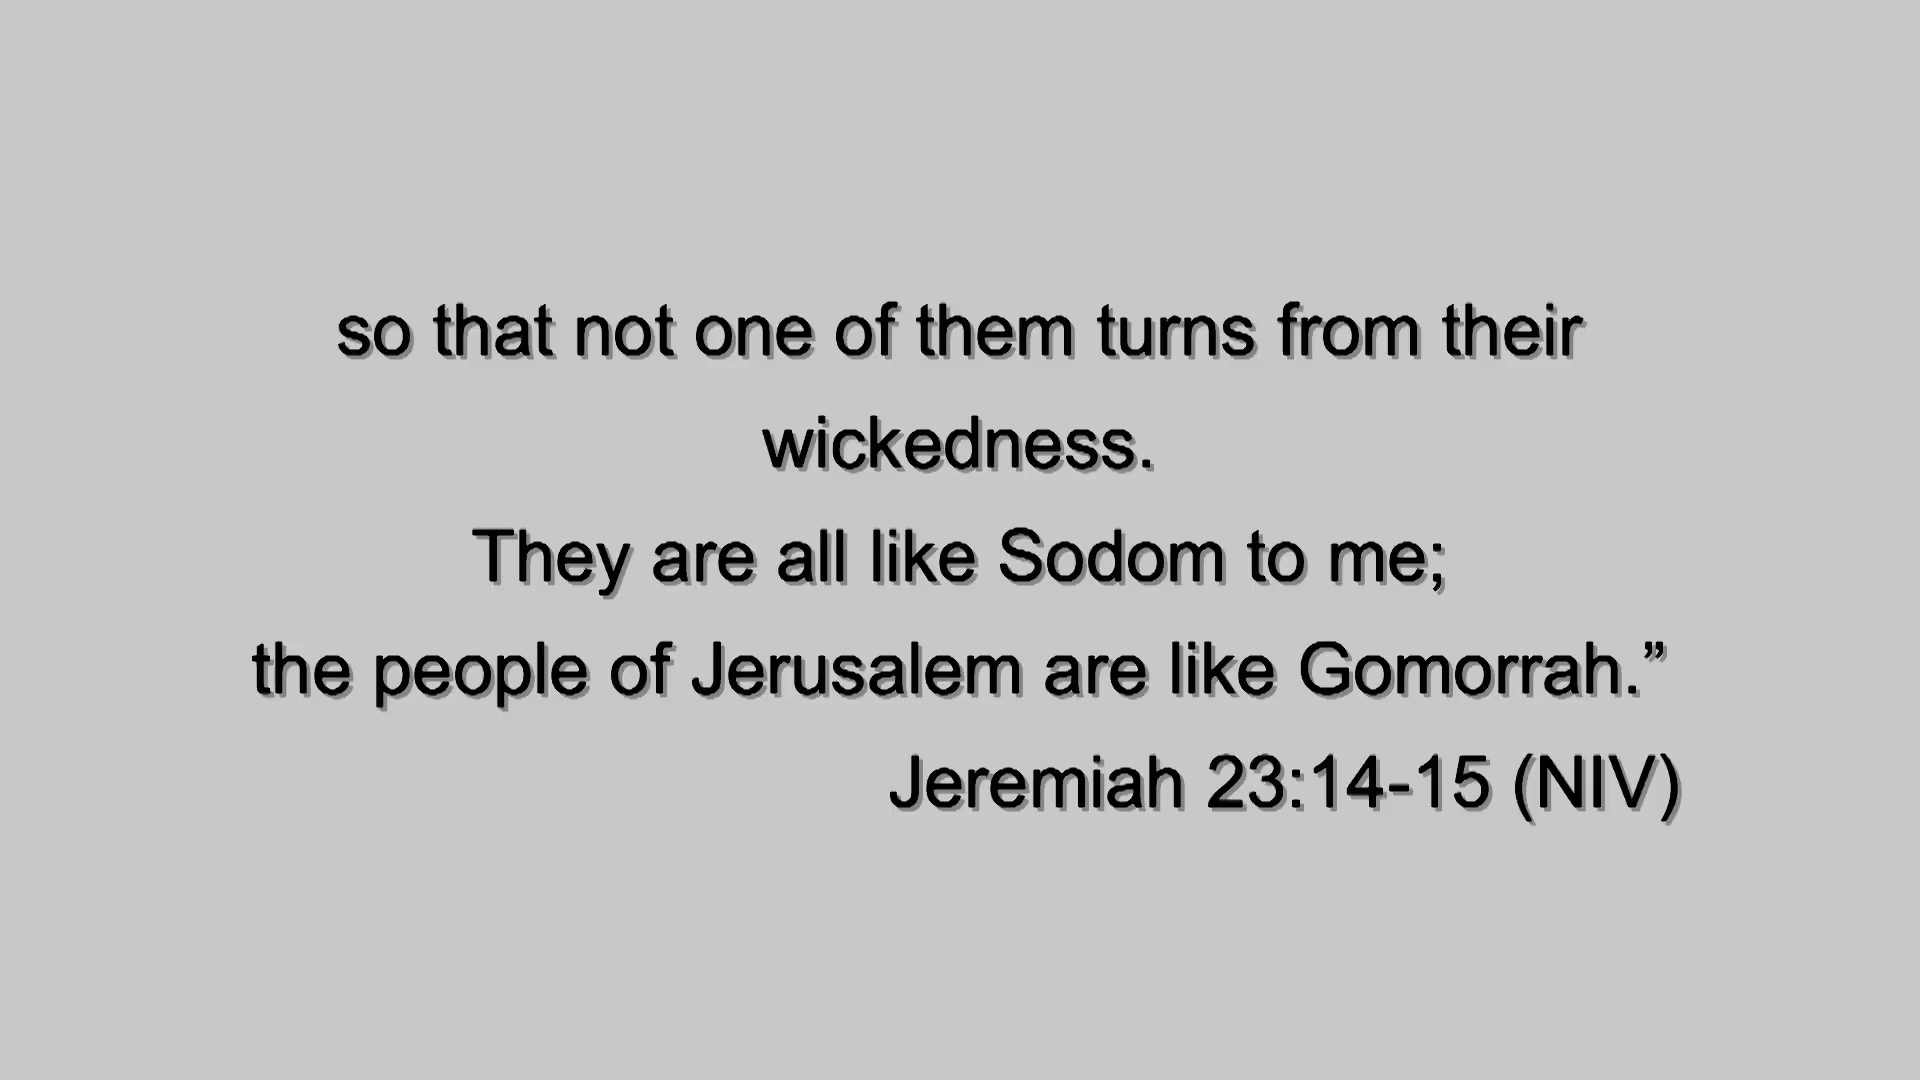 so that not one of them turns from their
wickedness.
They are all like Sodom to me;
the people of Jerusalem are like Gomorrah.”
Jeremiah 23:14-15 (NIV)